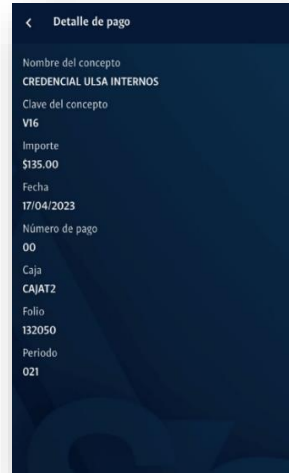 Detalle de pago
Nombre del concepto
CREDENCIAL ULSA INTERNOS
Clave del concepto
V16
Importe
$135.00
Fecha
17/04/2023
Número de pago
00
Caja
CAJAT2
Folio
132050
Periodo
021